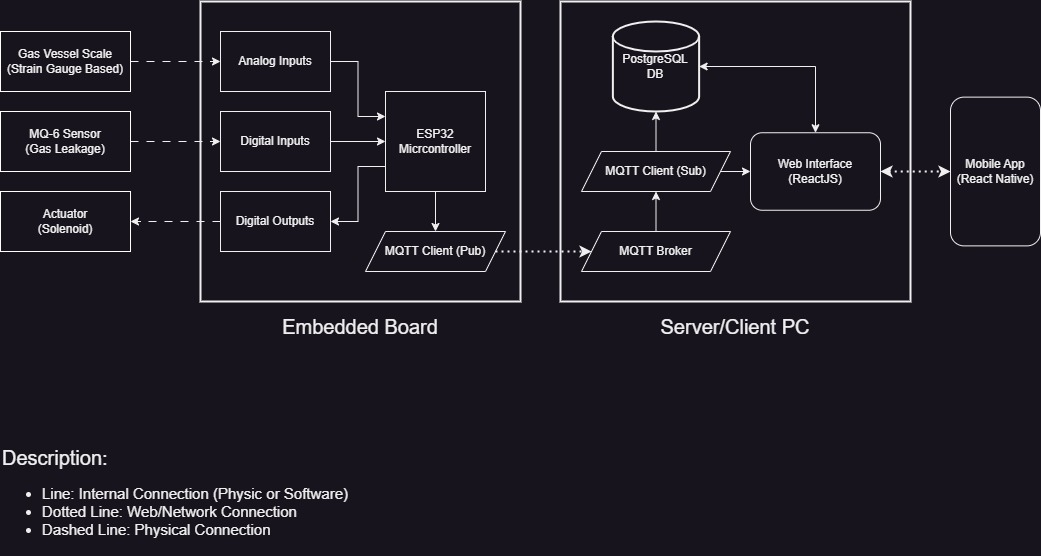 Gas Vessel Scale
(Strain Gauge Based)
Analog Inputs
PostgreSQL
DB
MQ-6 Sensor
(Gas Leakage)
Digital Inputs
ESP32
Micrcontroller
MQTT Client (Sub)
Web Interface
(ReactJS)
Mobile App
(React Native)
Actuator
(Solenoid)
Digital Outputs
MQTT Client (Pub)
MQTT Broker
Embedded Board
Server/Client PC
Description:
• Line: Internal Connection (Physic or Software)
• Dotted Line: Web/Network Connection
• Dashed Line: Physical Connection